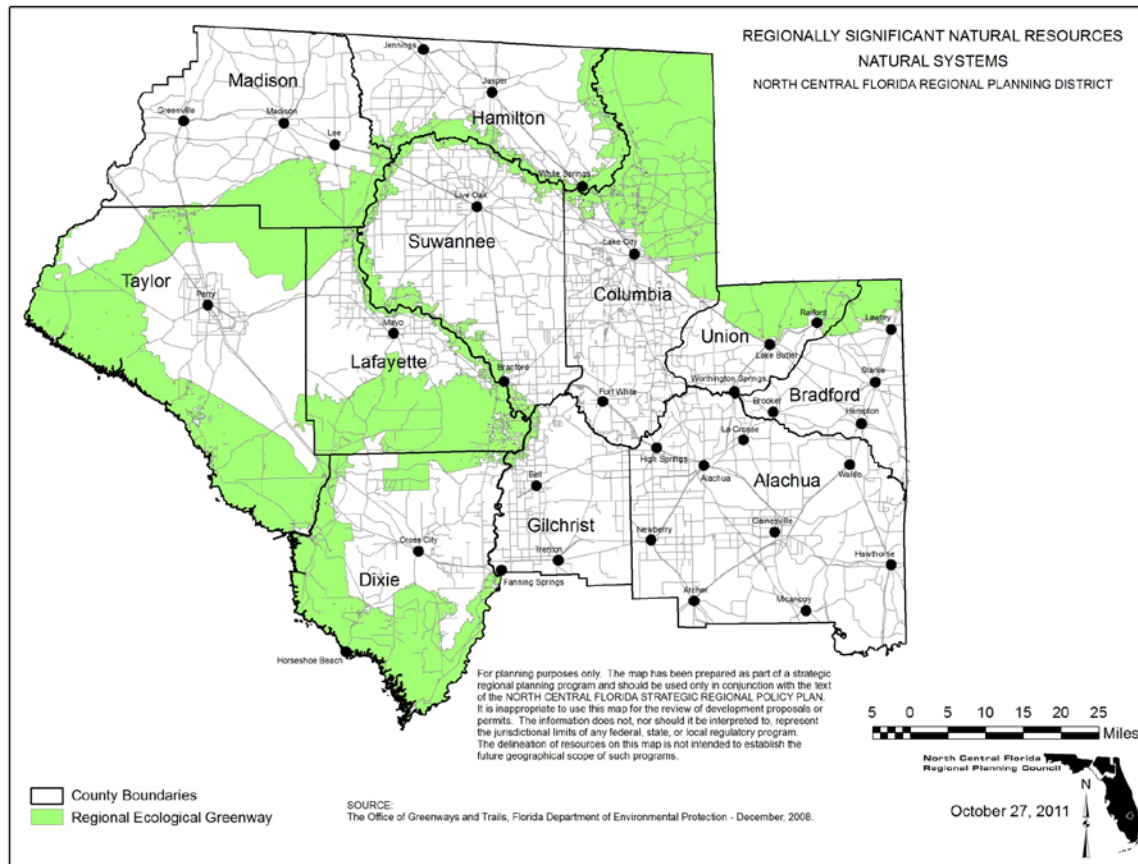 REGIONALLY SIGNIFICANT NATURAL RESOURCES
NATURAL SYSTEMS
NORTH CENTRAL FLORIDA REGIONAL PLANNING DISTRICT
Jennings
Madison
Jasper
Greenville
Madison
Hamilton
Lee
White Springs
Live Oak
Suwannee
Lake City
Taylor
Perry
Columbia
Mayo
Raiford
Lawtey
Union
Lafayette
Lake Butler
Branford
Worthington Springs
Starke
Fort White
Brooker
Bradford
Hampton
La Crosse
High Springs
Alachua
Waldo
Bell
Alachua
Gilchrist
Gainesville
Newberry
Cross City
Trenton
Hawthorne
Dixie
Fanning Springs
Archer
Micanopy
Horseshoe Beach
For planning purposes only. The map has been prepared as part of a strategic
regional planning program and should be used only in conjunction with the text
of the NORTH CENTRAL FLORIDA STRATEGIC REGIONAL POLICY PLAN.
It is inappropriate to use this map for the review of development proposals or
permits. The information does not, nor should it be interpreted to, represent
the jurisdictional limits of any federal, state, or local regulatory program.
The delineation of resources on this map is not intended to establish the
future geographical scope of such programs.
5 0 5 10 15 20 25
Miles
North Central Florida
Regional Planning Council
N
County Boundaries
Regional Ecological Greenway
SOURCE:
The Office of Greenways and Trails, Florida Department of Environmental Protection - December, 2008.
October 27, 2011